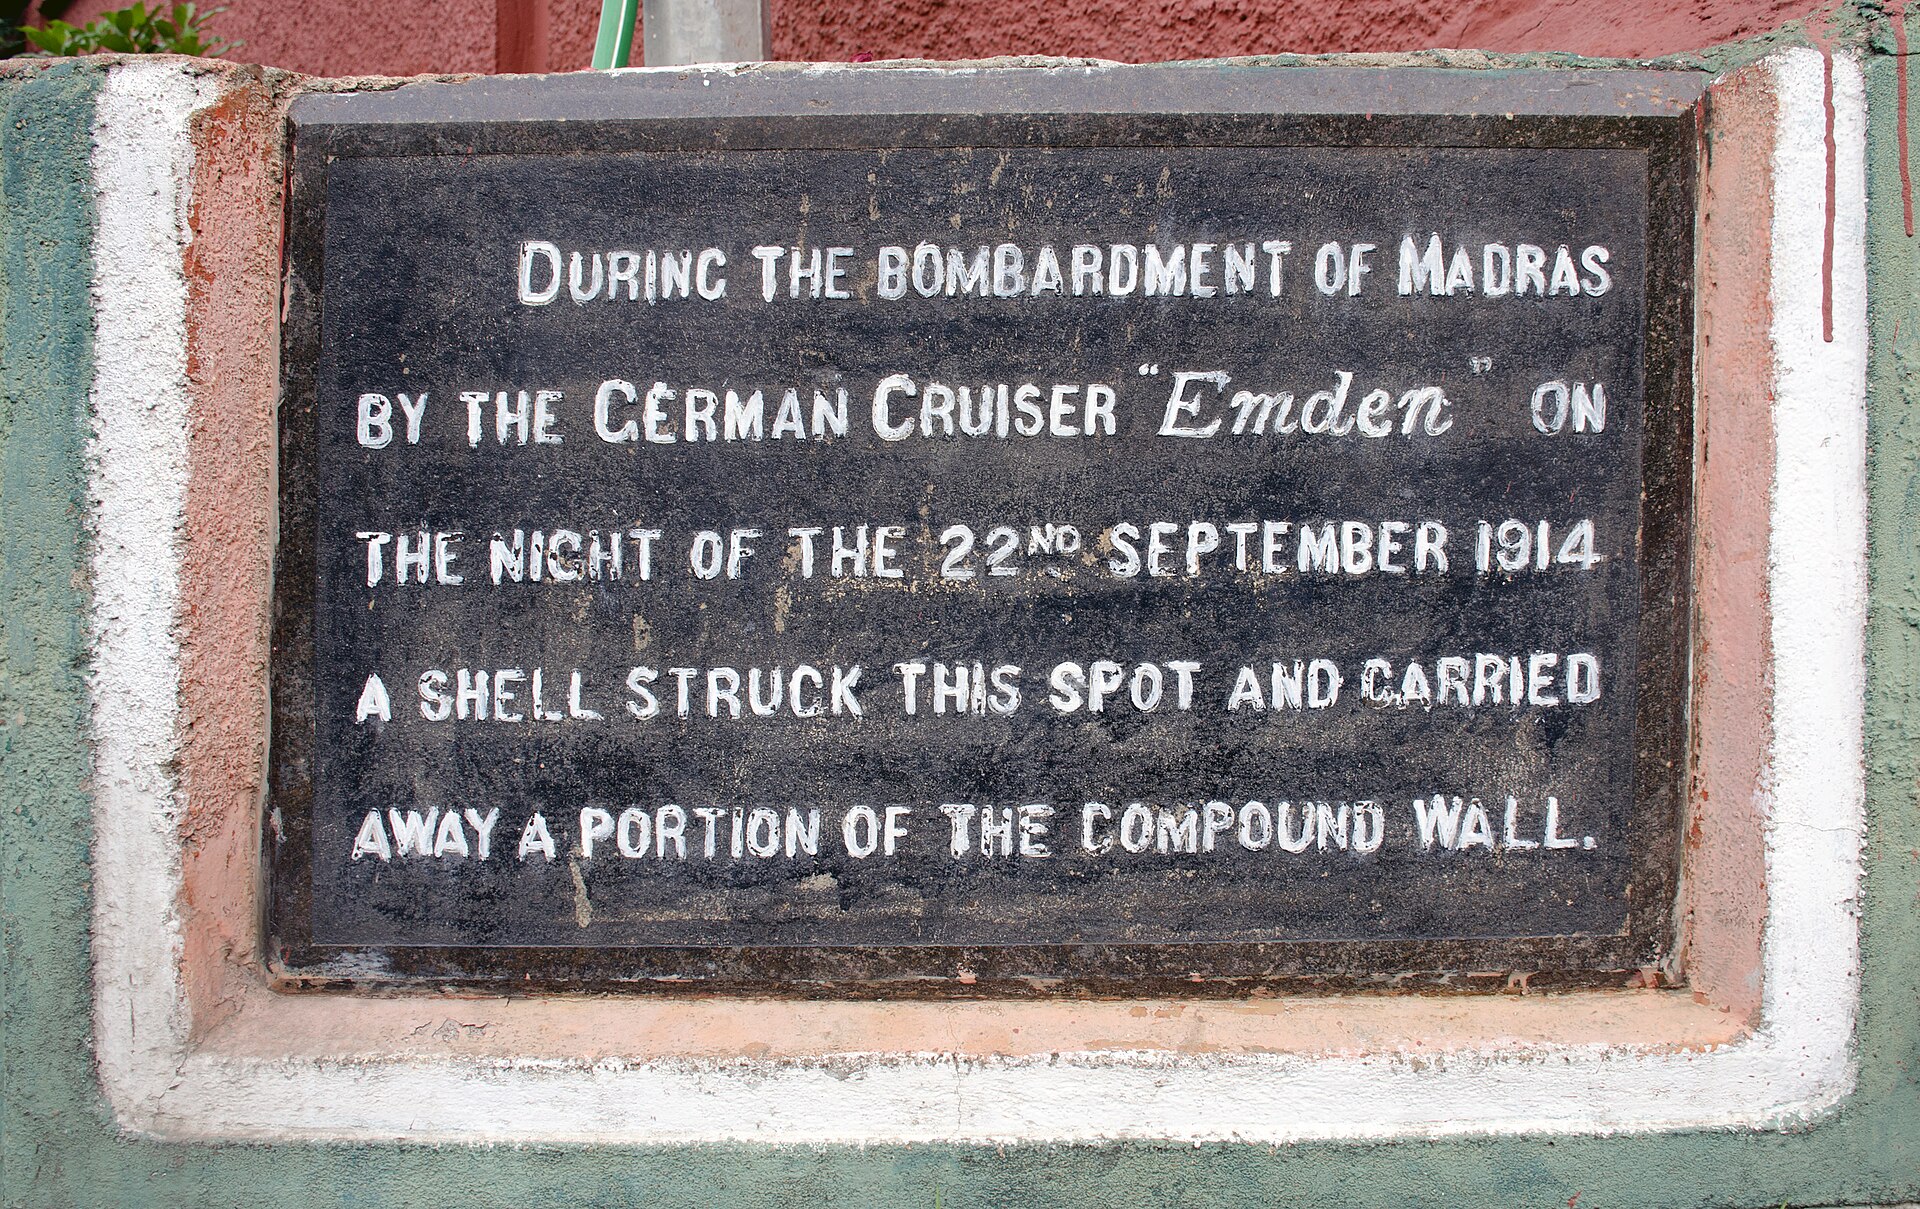 DURING THE BOMBARDMENT OF MADRAS
BY THE GERMAN CRUISER "Emden" ON
THE NIGHT OF THE 22ND SEPTEMBER 1914
A SHELL STRUCK THIS SPOT AND CARRIED
AWAY A PORTION OF THE COMPOUND WALL.